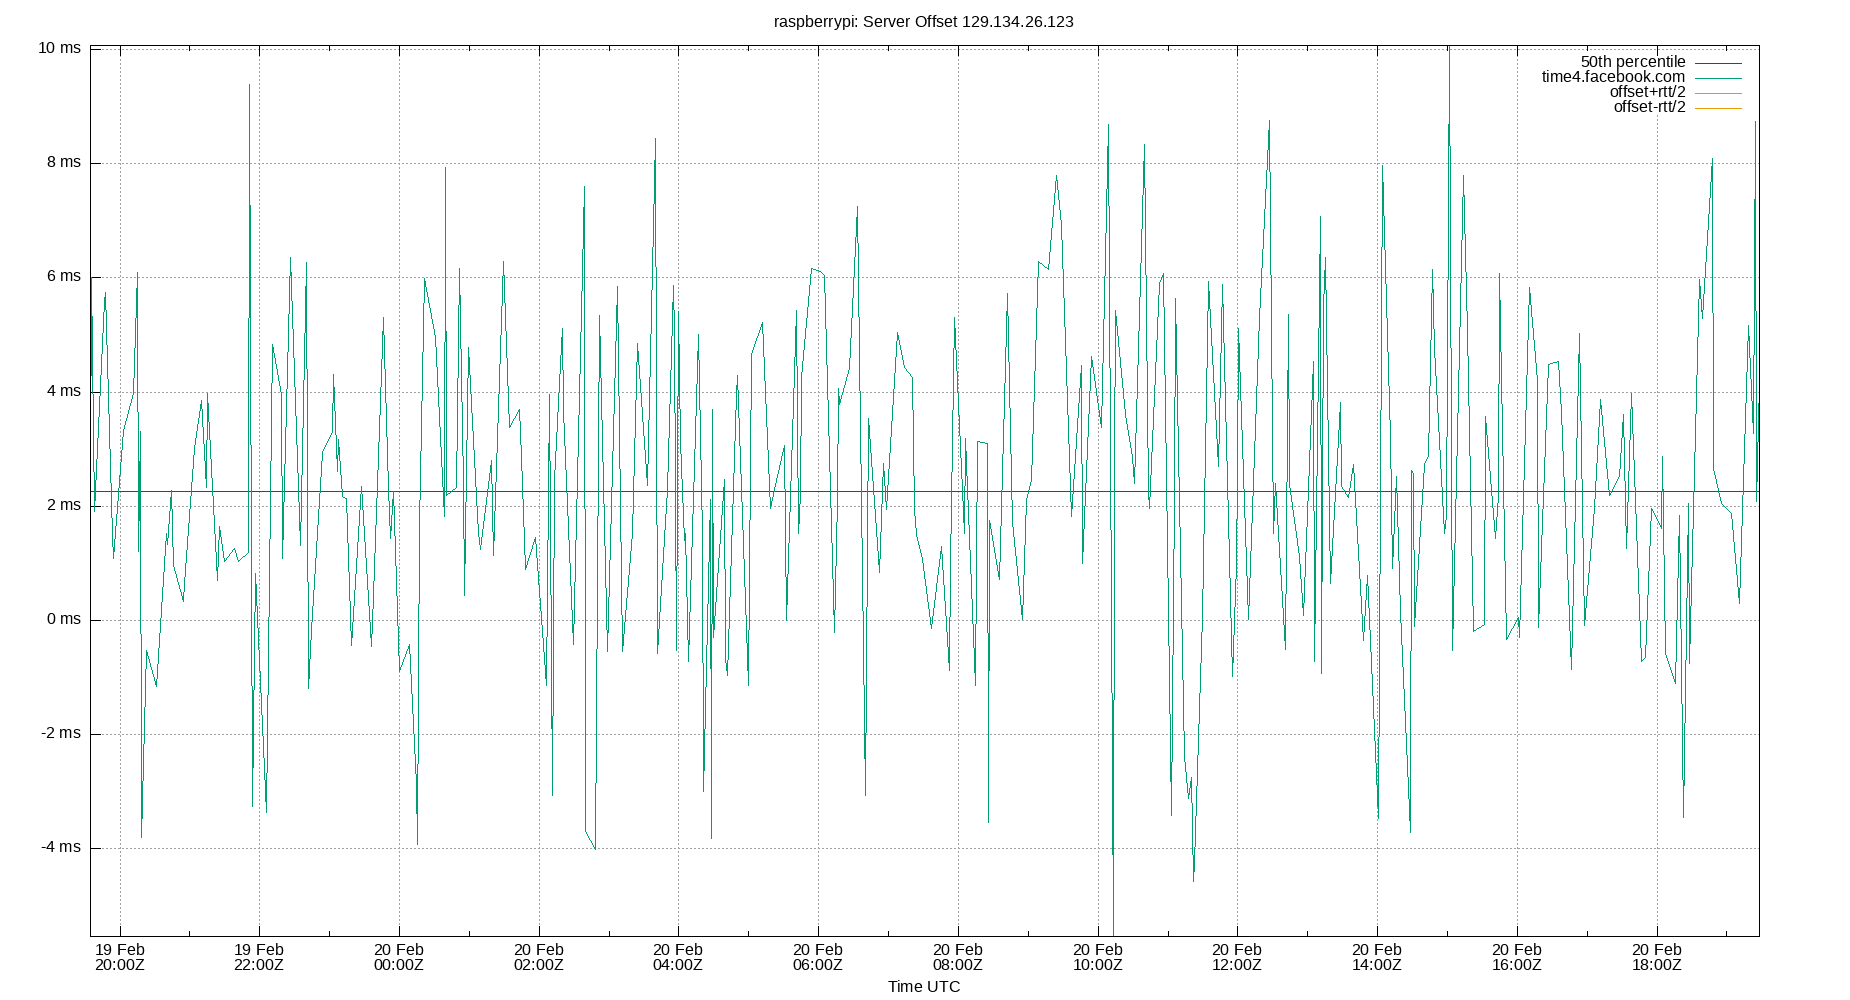 raspberrypi: Server Offset 129.134.26.123
10 ms
8 ms
6 ms
4 ms
2 ms
0 ms
-2 ms
-4 ms
50th percentile
time4.facebook.com
offset+rtt/2
offset-rtt/2
19 Feb 19 Feb 20 Feb 20 Feb 20 Feb 20 Feb 20 Feb 20 Feb 20 Feb 20 Feb 20 Feb 20 Feb
20:00Z 22:00Z 00:00Z 02:00Z 04:00Z 06:00Z 08:00Z 10:00Z 12:00Z 14:00Z 16:00Z 18:00Z
Time UTC